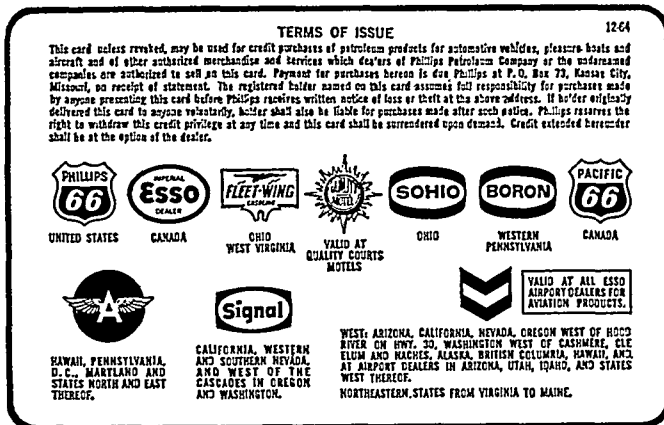 TERMS OF ISSUE
12-64
This card unless revoked, may be used for credit purchases of petroleum products for automotive vehicles, pleasure boats and
aircraft and of other authorized merchandise and services which dealers of Phillips Petroleum Company or the undernamed
companies are authorized to sell on this card. Payment for purchases hereon is due Phillips at P. O. Box 73, Kansas City,
Missouri, on receipt of statement. The registered holder named on this card assumes full responsibility for purchases made
by anyone presenting this card before Phillips receives written notice of loss or theft at the above address. If holder originally
delivered this card to anyone voluntarily, holder shall also be liable for purchases made after such notice. Phillips reserves the
right to withdraw this credit privilege at any time and this card shall be surrendered upon demand. Credit extended hereunder
shall be at the option of the dealer.
PHILLIPS
66
UNITED STATES
IMPERIAL
Esso
DEALER
CANADA
FLEET-WING
GASOLINE
OHIO
WEST VIRGINIA
QUALITY
COURTS
MOTEL
VALID AT
QUALITY COURTS
MOTELS
SOHIO
OHIO
BORON
WESTERN
PENNSYLVANIA
PACIFIC
66
CANADA
A
HAWAII, PENNSYLVANIA,
D.C., MARYLAND AND
STATES NORTH AND EAST
THEREOF.
Signal
CALIFORNIA, WESTERN
AND SOUTHERN NEVADA,
AND WEST OF THE
CASCADES IN OREGON
AND WASHINGTON.
VALID AT ALL ESSO
AIRPORT DEALERS FOR
AVIATION PRODUCTS.
WEST: ARIZONA, CALIFORNIA, NEVADA, OREGON WEST OF HOOD
RIVER ON HWY. 30, WASHINGTON WEST OF CASHMERE, CLE
ELUM AND NACHES, ALASKA, BRITISH COLUMBIA, HAWAII, AND
AT AIRPORT DEALERS IN ARIZONA, UTAH, IDAHO, AND STATES
WEST THEREOF.
NORTHEASTERN STATES FROM VIRGINIA TO MAINE.